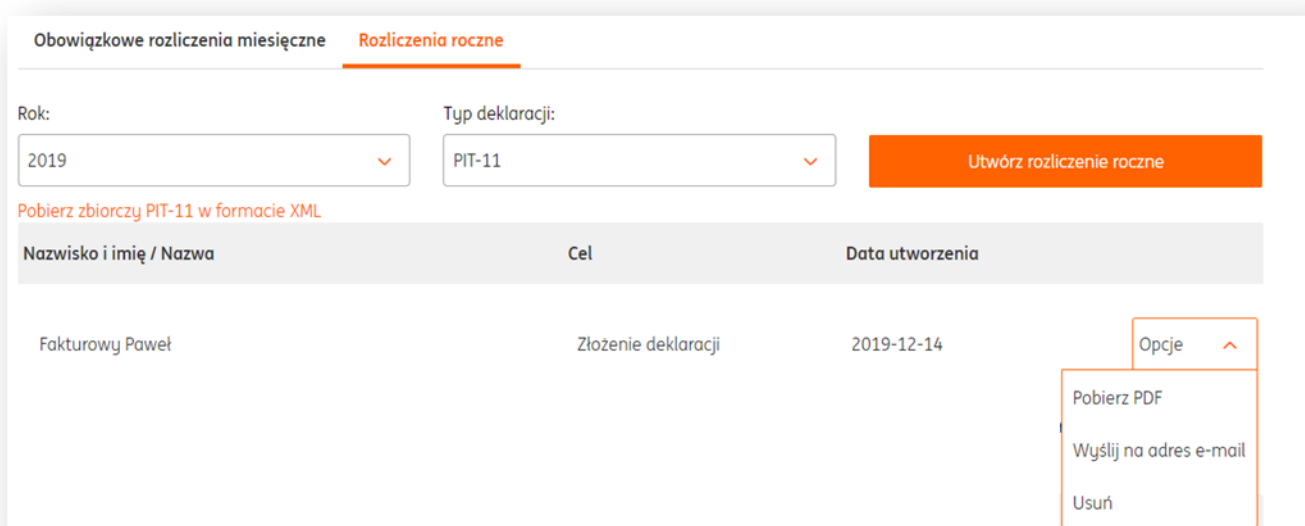 Obowiązkowe rozliczenia miesięczne Rozliczenia roczne
Rok: Typ deklaracji:
2019 PIT-11 Utwórz rozliczenie roczne
Pobierz zbiorczy PIT-11 w formacie XML
Nazwisko i imię / Nazwa Cel Data utworzenia
Fakturowy Paweł Złożenie deklaracji 2019-12-14 Opcje
Pobierz PDF
Wyślij na adres e-mail
Usuń